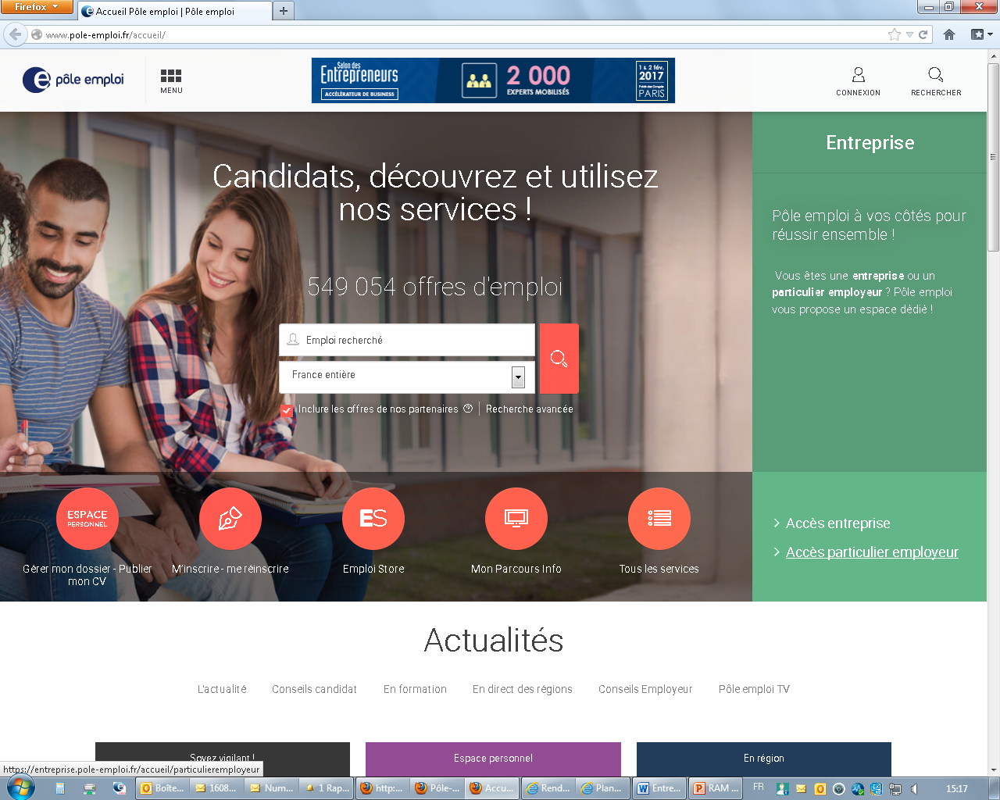 Firefox
Accueil Pôle emploi | Pôle emploi
www.pole-emploi.fr/accueil/
pôle emploi
MENU
Salon des
Entrepreneurs
ACCÉLÉRATEUR DE BUSINESS
2 000
EXPERTS MOBILISÉS
1 & 2 fév.
2017
Palais des Congrès
PARIS
CONNEXION
RECHERCHER
Candidats, découvrez et utilisez
nos services !
549 054 offres d'emploi
Emploi recherché
France entière
Inclure les offres de nos partenaires
Recherche avancée
Entreprise
Pôle emploi à vos côtés pour
réussir ensemble !
Vous êtes une entreprise ou un
particulier employeur ? Pôle emploi
vous propose un espace dédié !
ESPACE
PERSONNEL
ES
Gérer mon dossier - Publier
mon CV
M'inscrire - me réinscrire
Emploi Store
Mon Parcours Info
Tous les services
Accès entreprise
Accès particulier employeur
Actualités
L'actualité
Conseils candidat
En formation
En direct des régions
Conseils Employeur
Pôle emploi TV
Soyez vigilant !
Espace personnel
En région
https://entreprise.pole-emploi.fr/accueil/particulieremployeur
Boîte...
1608...
Num...
1 Rap...
http:...
Pôle-...
Accu...
Rend...
Plan...
Entre...
RAM ...
FR
15:17